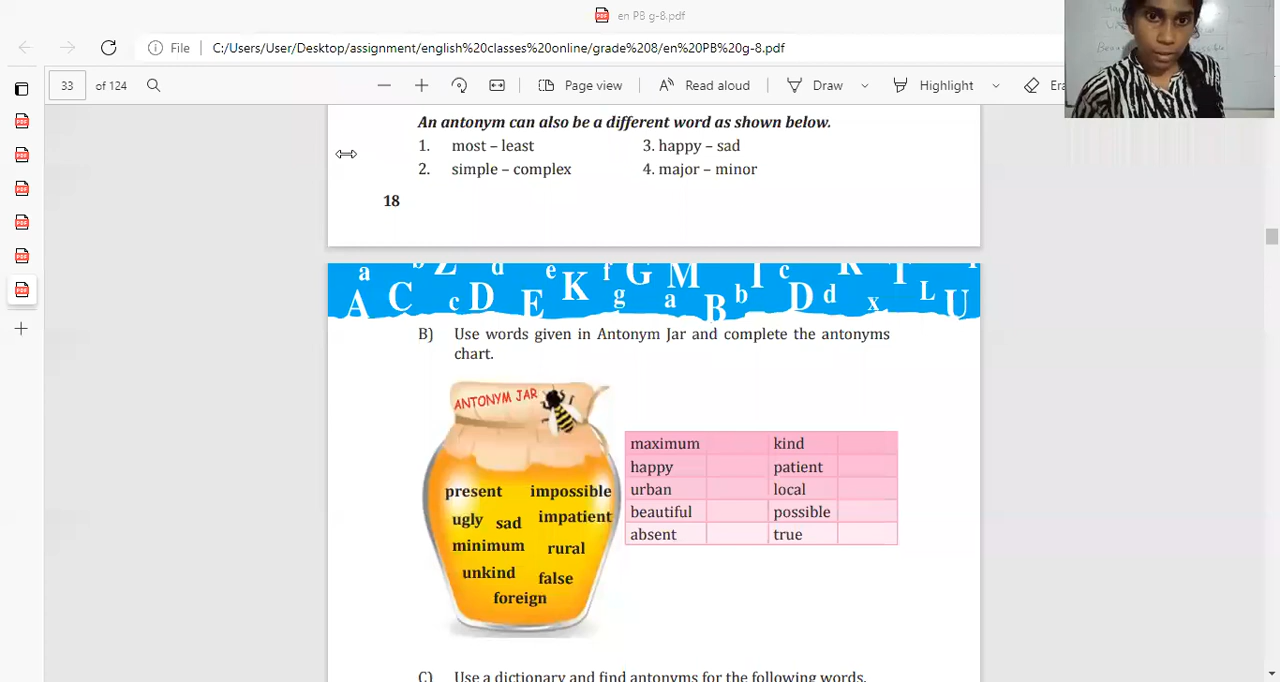 en PB g-8.pdf
File C:/Users/User/Desktop/assignment/english%20classes%20online/grade%208/en%20PB%20g-8.pdf
33 of 124 Page view Read aloud Draw Highlight
An antonym can also be a different word as shown below.
1. most – least 3. happy – sad
2. simple – complex 4. major – minor
18
a Z d e f G M I c R T
A C c D E K g a B b D d x L U
B) Use words given in Antonym Jar and complete the antonyms
chart.
ANTONYM JAR
present impossible
ugly sad impatient
minimum rural
unkind false
foreign
maximum kind
happy patient
urban local
beautiful possible
absent true
C) Use a dictionary and find antonyms for the following words.